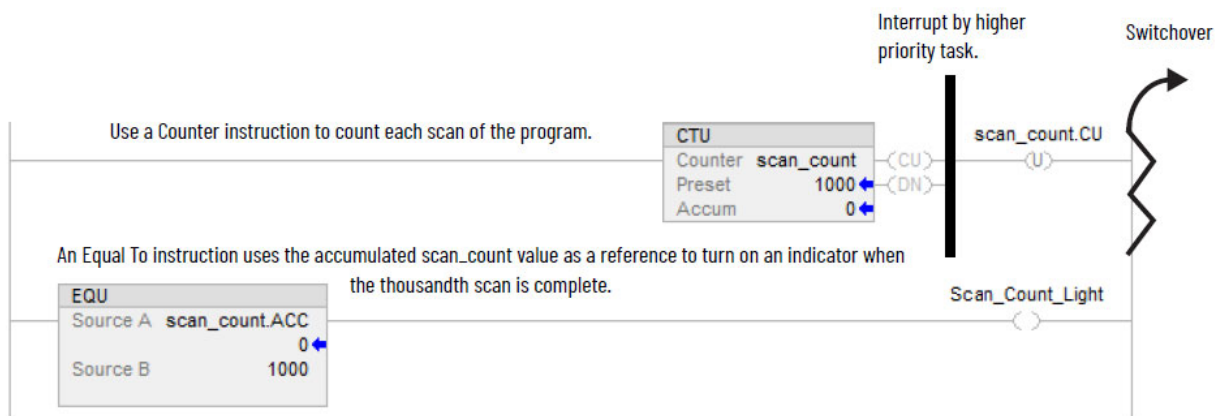 Interrupt by higher
priority task.
Switchover
Use a Counter instruction to count each scan of the program.
CTU
Counter scan_count
Preset 1000
Accum 0
(CU)
(DN)
scan_count.CU
(U)
An Equal To instruction uses the accumulated scan_count value as a reference to turn on an indicator when
the thousandth scan is complete.
EQU
Source A scan_count.ACC
0
Source B 1000
Scan_Count_Light